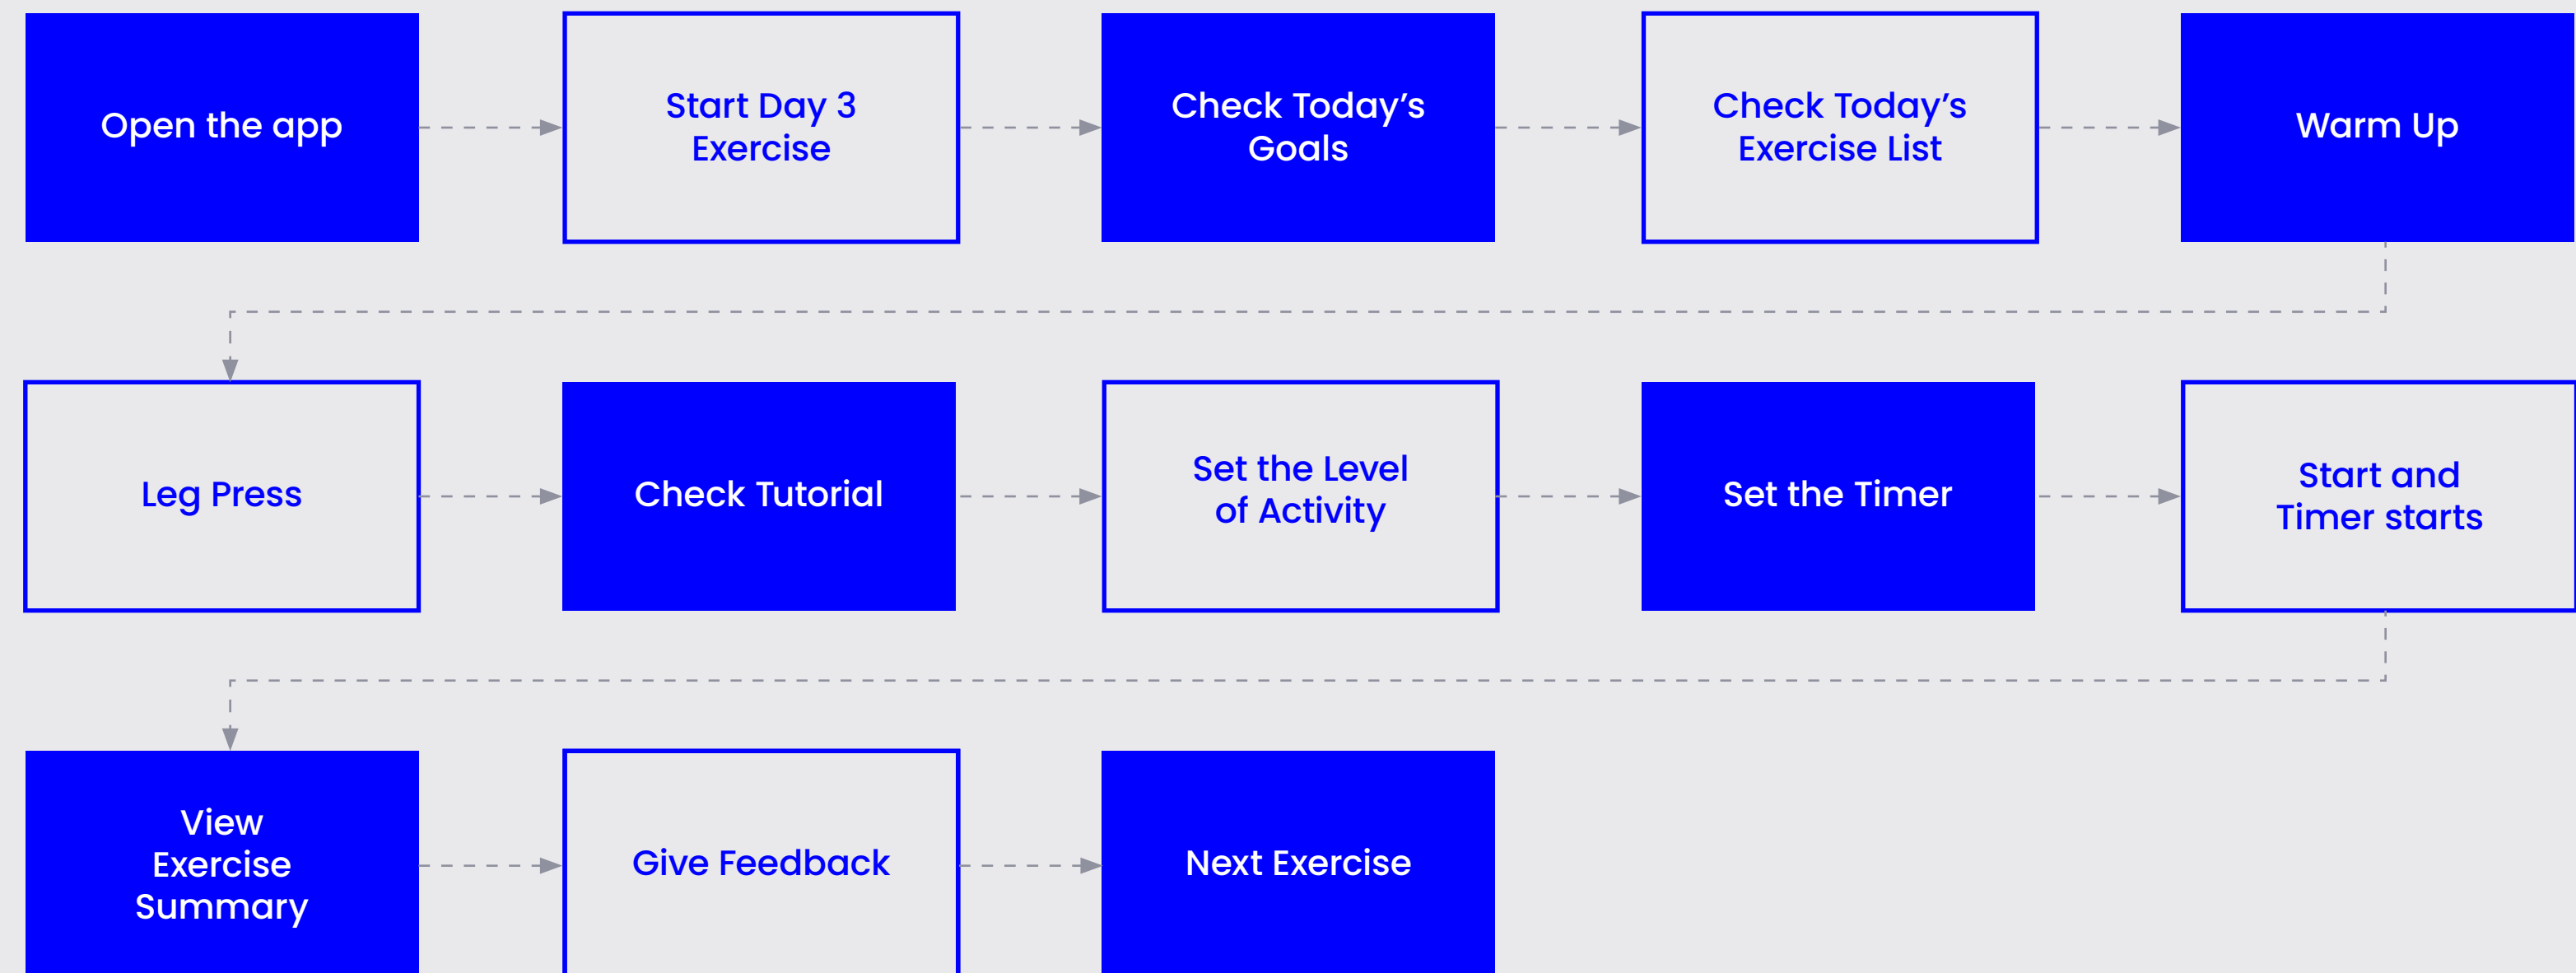 Open the app
Start Day 3
Exercise
Check Today’s
Goals
Check Today’s
Exercise List
Warm Up
Leg Press
Check Tutorial
Set the Level
of Activity
Set the Timer
Start and
Timer starts
View
Exercise
Summary
Give Feedback
Next Exercise